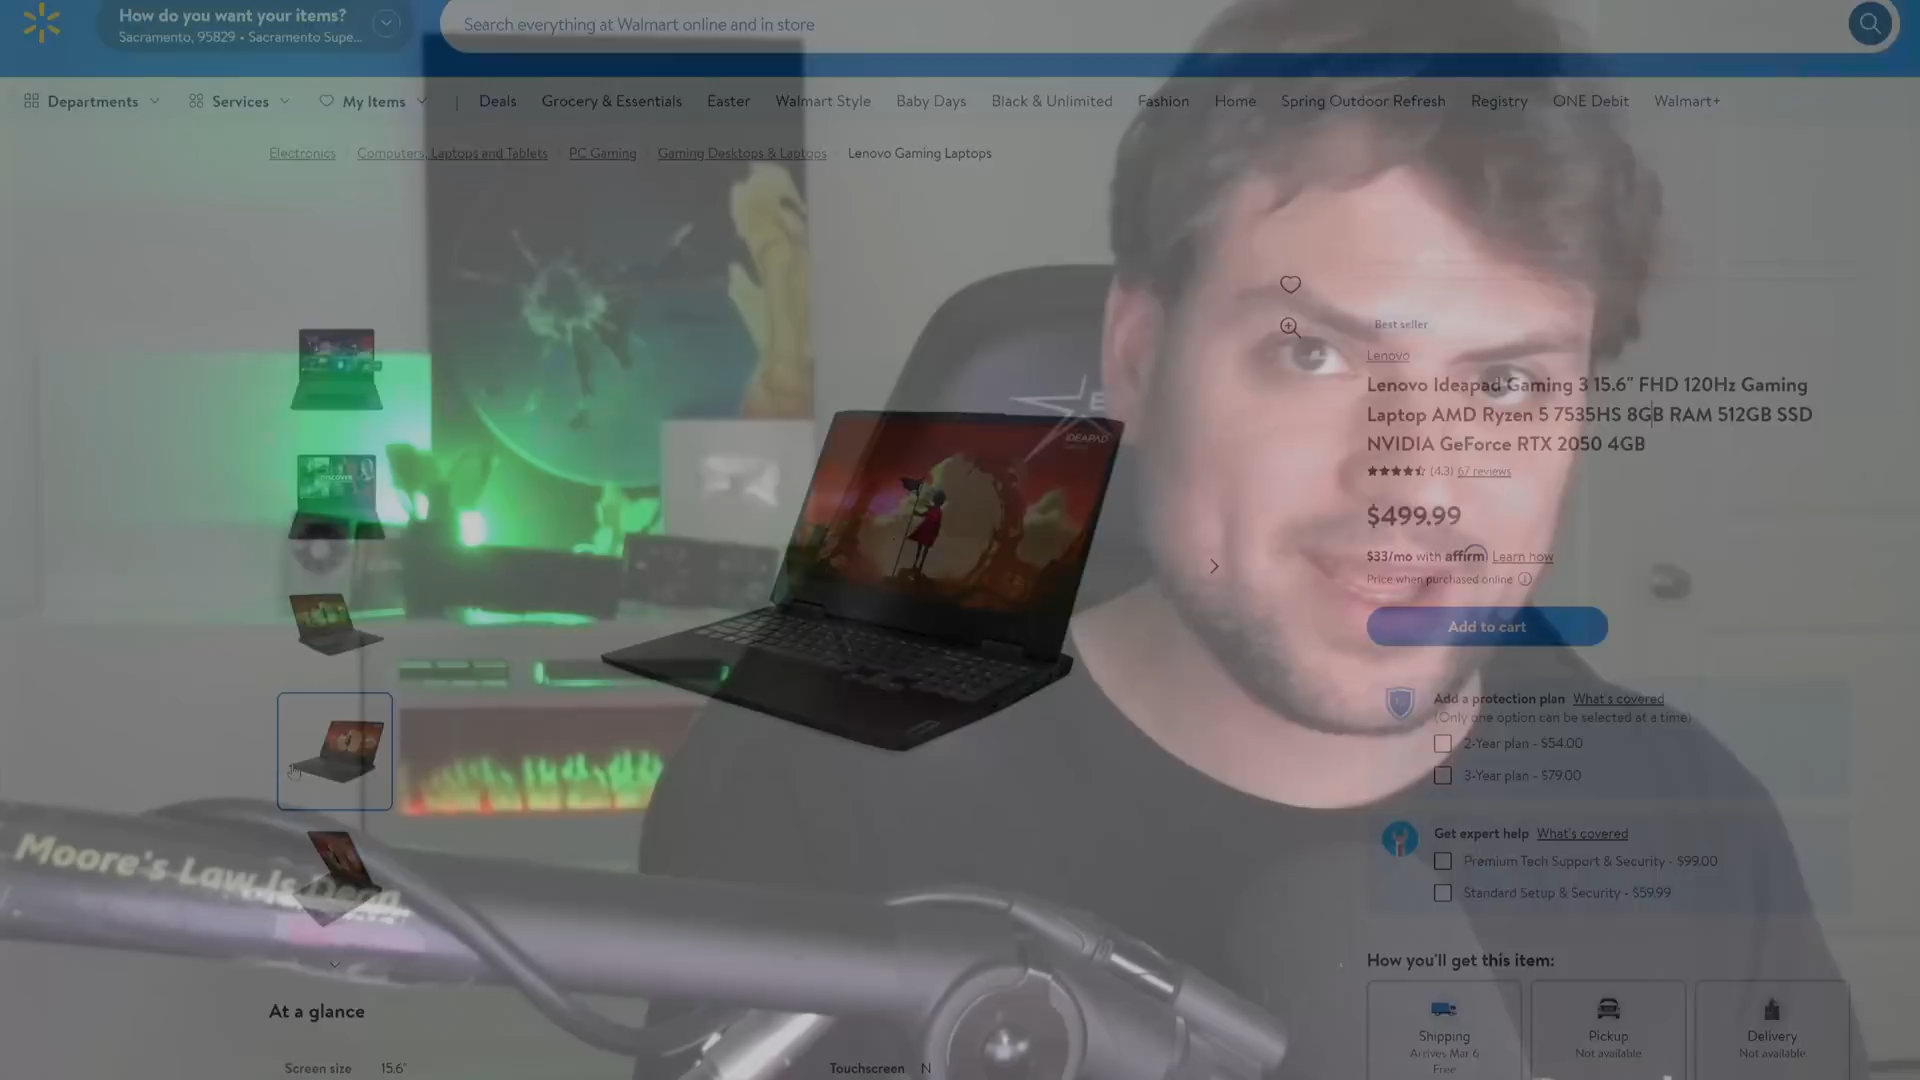 How do you want your items?
Sacramento, 95829 • Sacramento Supe...
Search everything at Walmart online and in store
Departments
Services
My Items
Deals
Grocery & Essentials
Easter
Walmart Style
Baby Days
Black & Unlimited
Fashion
Home
Spring Outdoor Refresh
Registry
ONE Debit
Walmart+
Electronics
Computers, Laptops and Tablets
PC Gaming
Gaming Desktops & Laptops
Lenovo Gaming Laptops
Best seller
Lenovo
Lenovo Ideapad Gaming 3 15.6" FHD 120Hz Gaming
Laptop AMD Ryzen 5 7535HS 8GB RAM 512GB SSD
NVIDIA GeForce RTX 2050 4GB
(4.3) 67 reviews
$499.99
$33/mo with affirm Learn how
Price when purchased online
Add to cart
IDEAPAD
DISCOVER
Add a protection plan What's covered
(Only one option can be selected at a time)
2-Year plan - $54.00
3-Year plan - $79.00
Get expert help What's covered
Premium Tech Support & Security - $99.00
Standard Setup & Security - $59.99
Moore's Law Is Dead
How you'll get this item:
Shipping
Arrives Mar 6
Free
Pickup
Not available
Delivery
Not available
At a glance
Screen size 15.6"
Touchscreen N